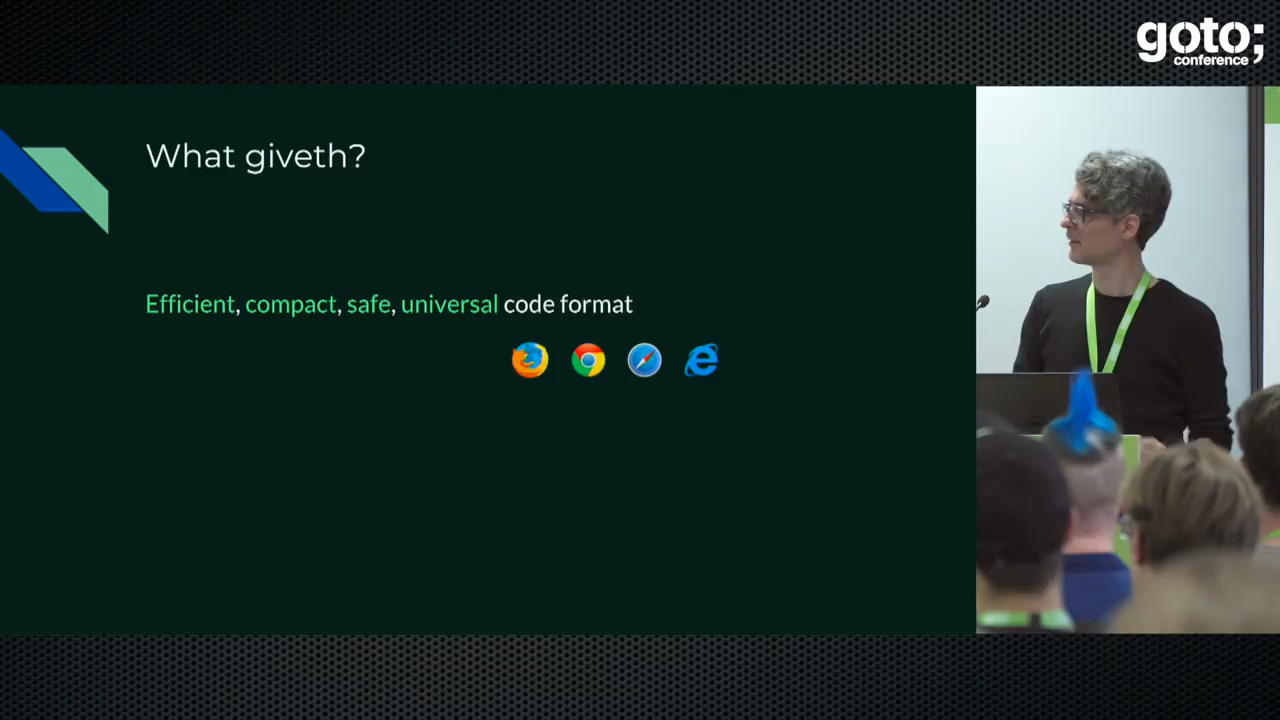 goto;
conference
What giveth?
Efficient, compact, safe, universal code format